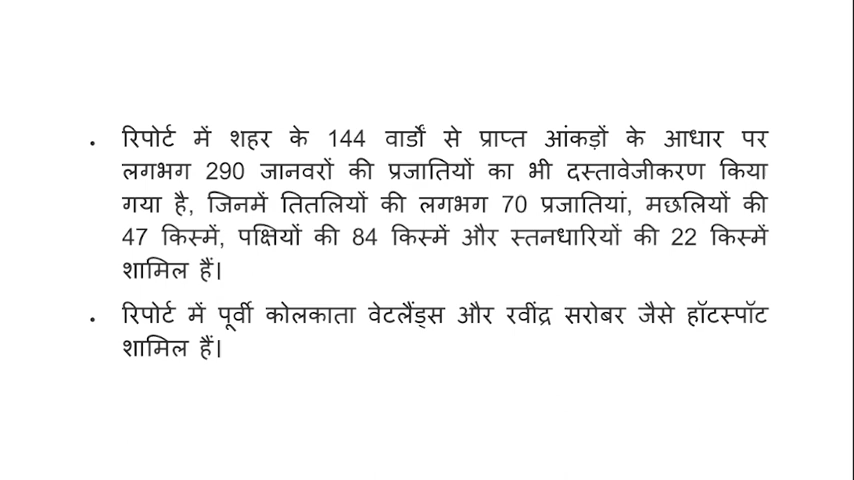 • रिपोर्ट में शहर के 144 वार्डों से प्राप्त आंकड़ों के आधार पर
लगभग 290 जानवरों की प्रजातियों का भी दस्तावेजीकरण किया
गया है, जिनमें तितलियों की लगभग 70 प्रजातियां, मछलियों की
47 किस्में, पक्षियों की 84 किस्में और स्तनधारियों की 22 किस्में
शामिल हैं।
• रिपोर्ट में पूर्वी कोलकाता वेटलैंड्स और रवींद्र सरोबर जैसे हॉटस्पॉट
शामिल हैं।